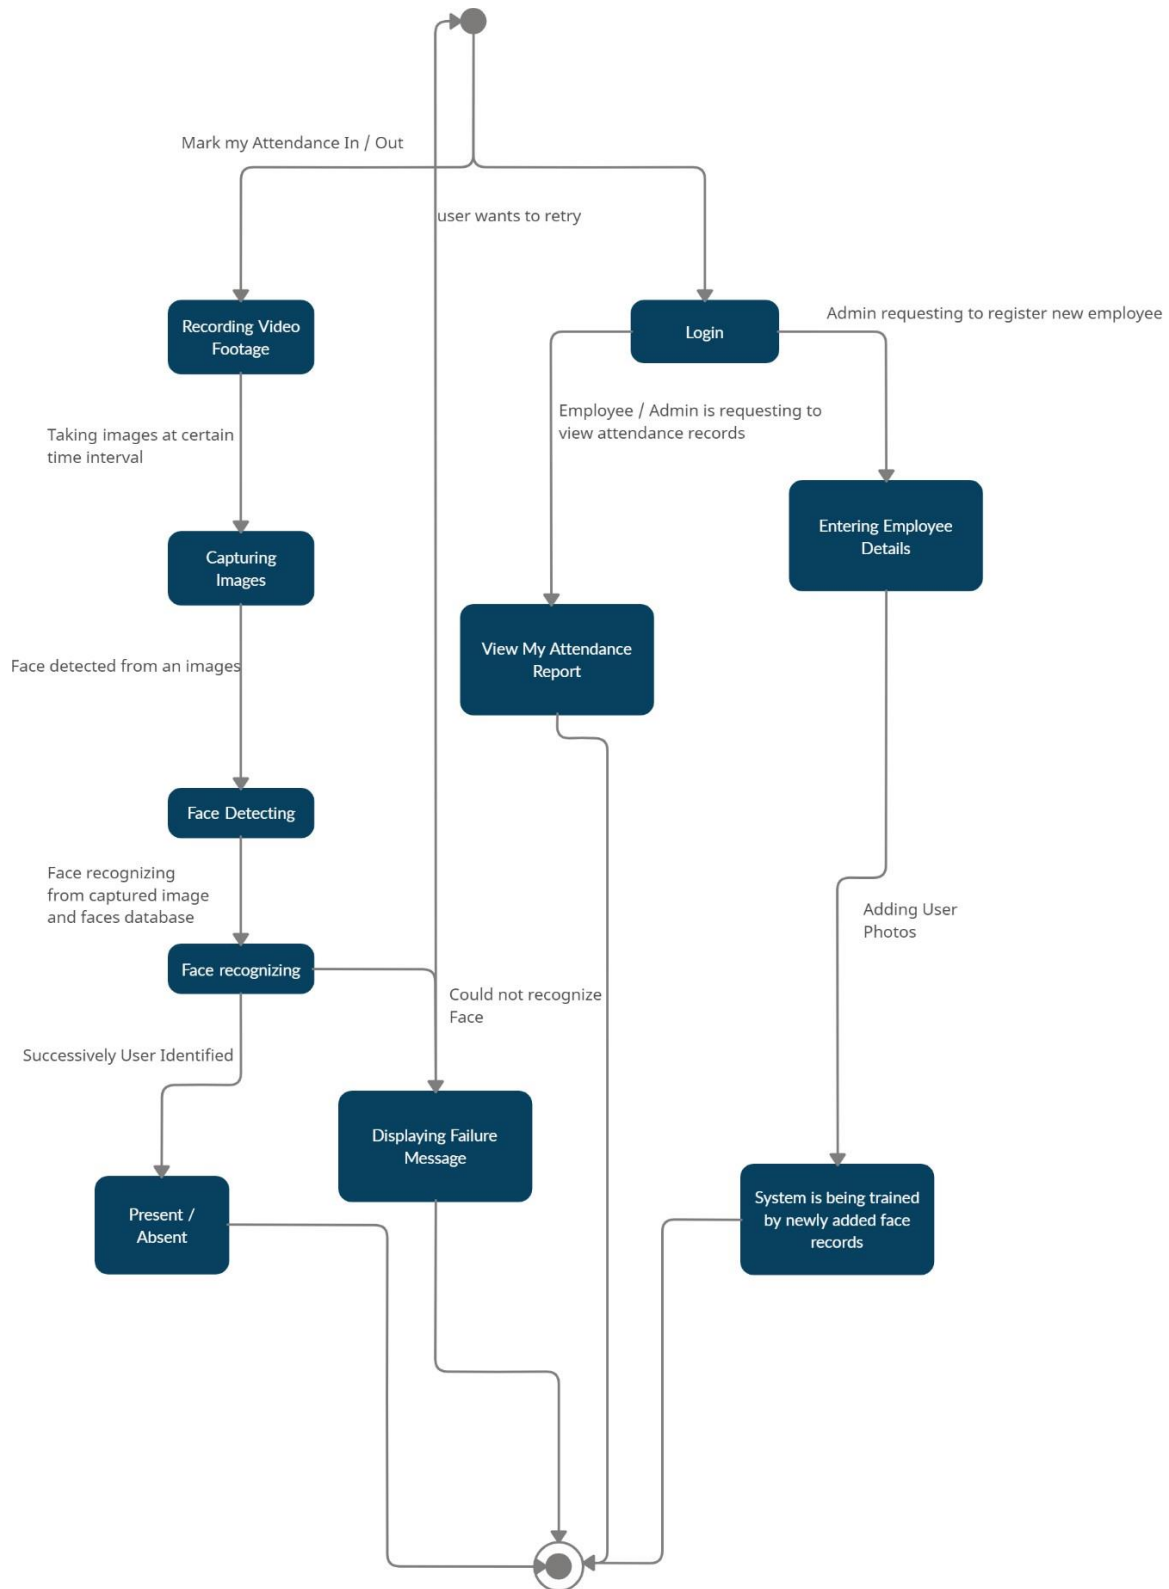 Mark my Attendance In / Out
user wants to retry
Recording Video
Footage
Login
Admin requesting to register new employee
Taking images at certain
time interval
Employee / Admin is requesting to
view attendance records
Entering Employee
Details
Capturing
Images
View My Attendance
Report
Face detected from an images
Face Detecting
Face recognizing
from captured image
and faces database
Adding User
Photos
Face recognizing
Could not recognize
Face
Successively User Identified
Displaying Failure
Message
Present /
Absent
System is being trained
by newly added face
records